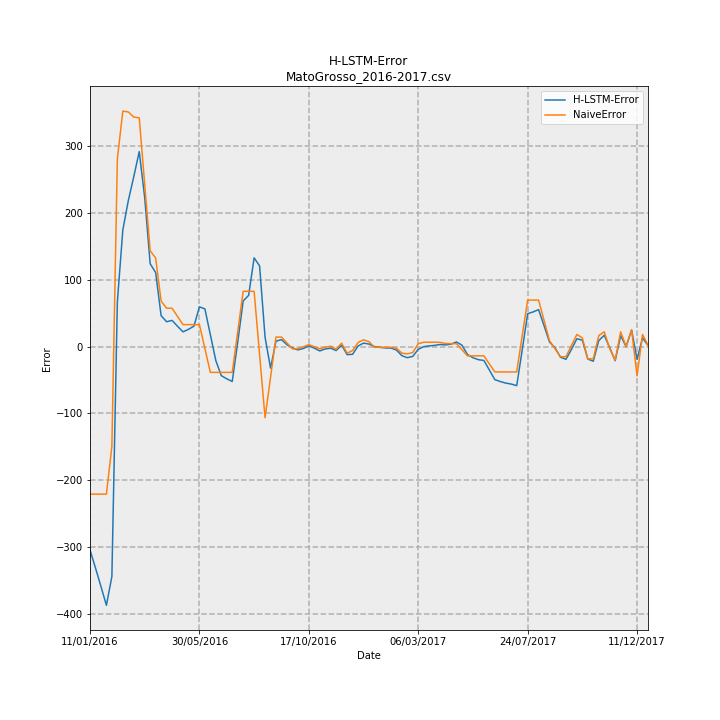 H-LSTM-Error
MatoGrosso_2016-2017.csv
H-LSTM-Error
NaiveError
Error
300
200
100
0
−100
−200
−300
−400
11/01/2016
30/05/2016
17/10/2016
06/03/2017
24/07/2017
11/12/2017
Date